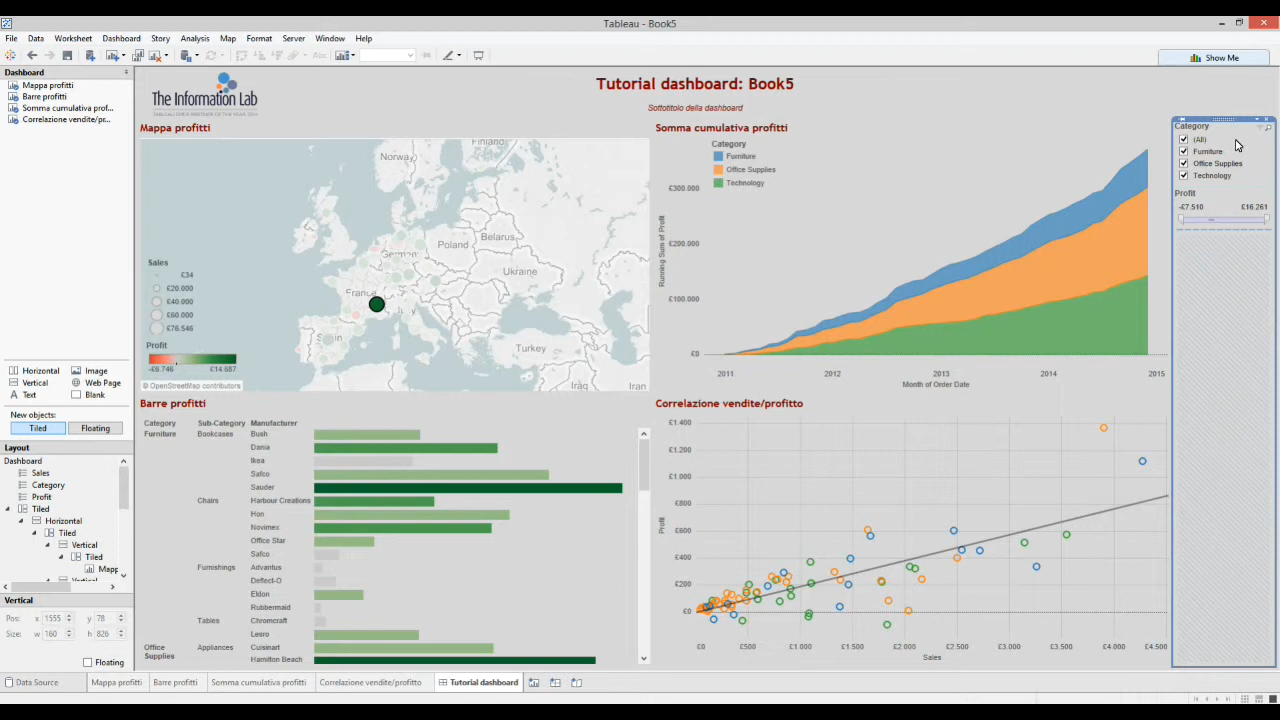 Tableau - Book5
File Data Worksheet Dashboard Story Analysis Map Format Server Window Help
Show Me
Dashboard
Mappa profitti
Barre profitti
Somma cumulativa prof...
Correlazione vendite/pr...
Horizontal Image
Vertical Web Page
Text Blank
New objects:
Tiled Floating
Layout
Dashboard
Sales
Category
Profit
Tiled
Horizontal
Tiled
Vertical
Tiled
Mapp
Vertical
Pos: x 1555 y 78
Size: w 160 h 826
Floating
The Information Lab
Tutorial dashboard: Book5
Sottotitolo della dashboard
Mappa profitti
Finland
Poland
Belarus
Ukraine
France
Italy
Spain
Turkey
Iraq
Iran
Sales
£34
£20.000
£40.000
£60.000
£76.546
Profit
-£6.746 £14.687
© OpenStreetMap contributors
Somma cumulativa profitti
Category
Furniture
Office Supplies
Technology
Running Sum of Profit
£300.000
£200.000
£100.000
£0
2011 2012 2013 2014 2015
Month of Order Date
Category
(All)
Furniture
Office Supplies
Technology
Profit
-£7.510 £16.261
Barre profitti
Category Sub-Category Manufacturer
Furniture Bookcases Bush
Dania
Ikea
Safco
Sauder
Chairs Harbour Creations
Hon
Novimex
Office Star
Safco
Furnishings Advantus
Deflect-O
Eldon
Rubbermaid
Tables Chromcraft
Lesro
Office Supplies Appliances Cuisinart
Hamilton Beach
Correlazione vendite/profitto
Profit
£1.400
£1.200
£1.000
£800
£600
£400
£200
£0
£0 £500 £1.000 £1.500 £2.000 £2.500 £3.000 £3.500 £4.000 £4.500
Sales
Data Source Mappa profitti Barre profitti Somma cumulativa profitti Correlazione vendite/profitto Tutorial dashboard